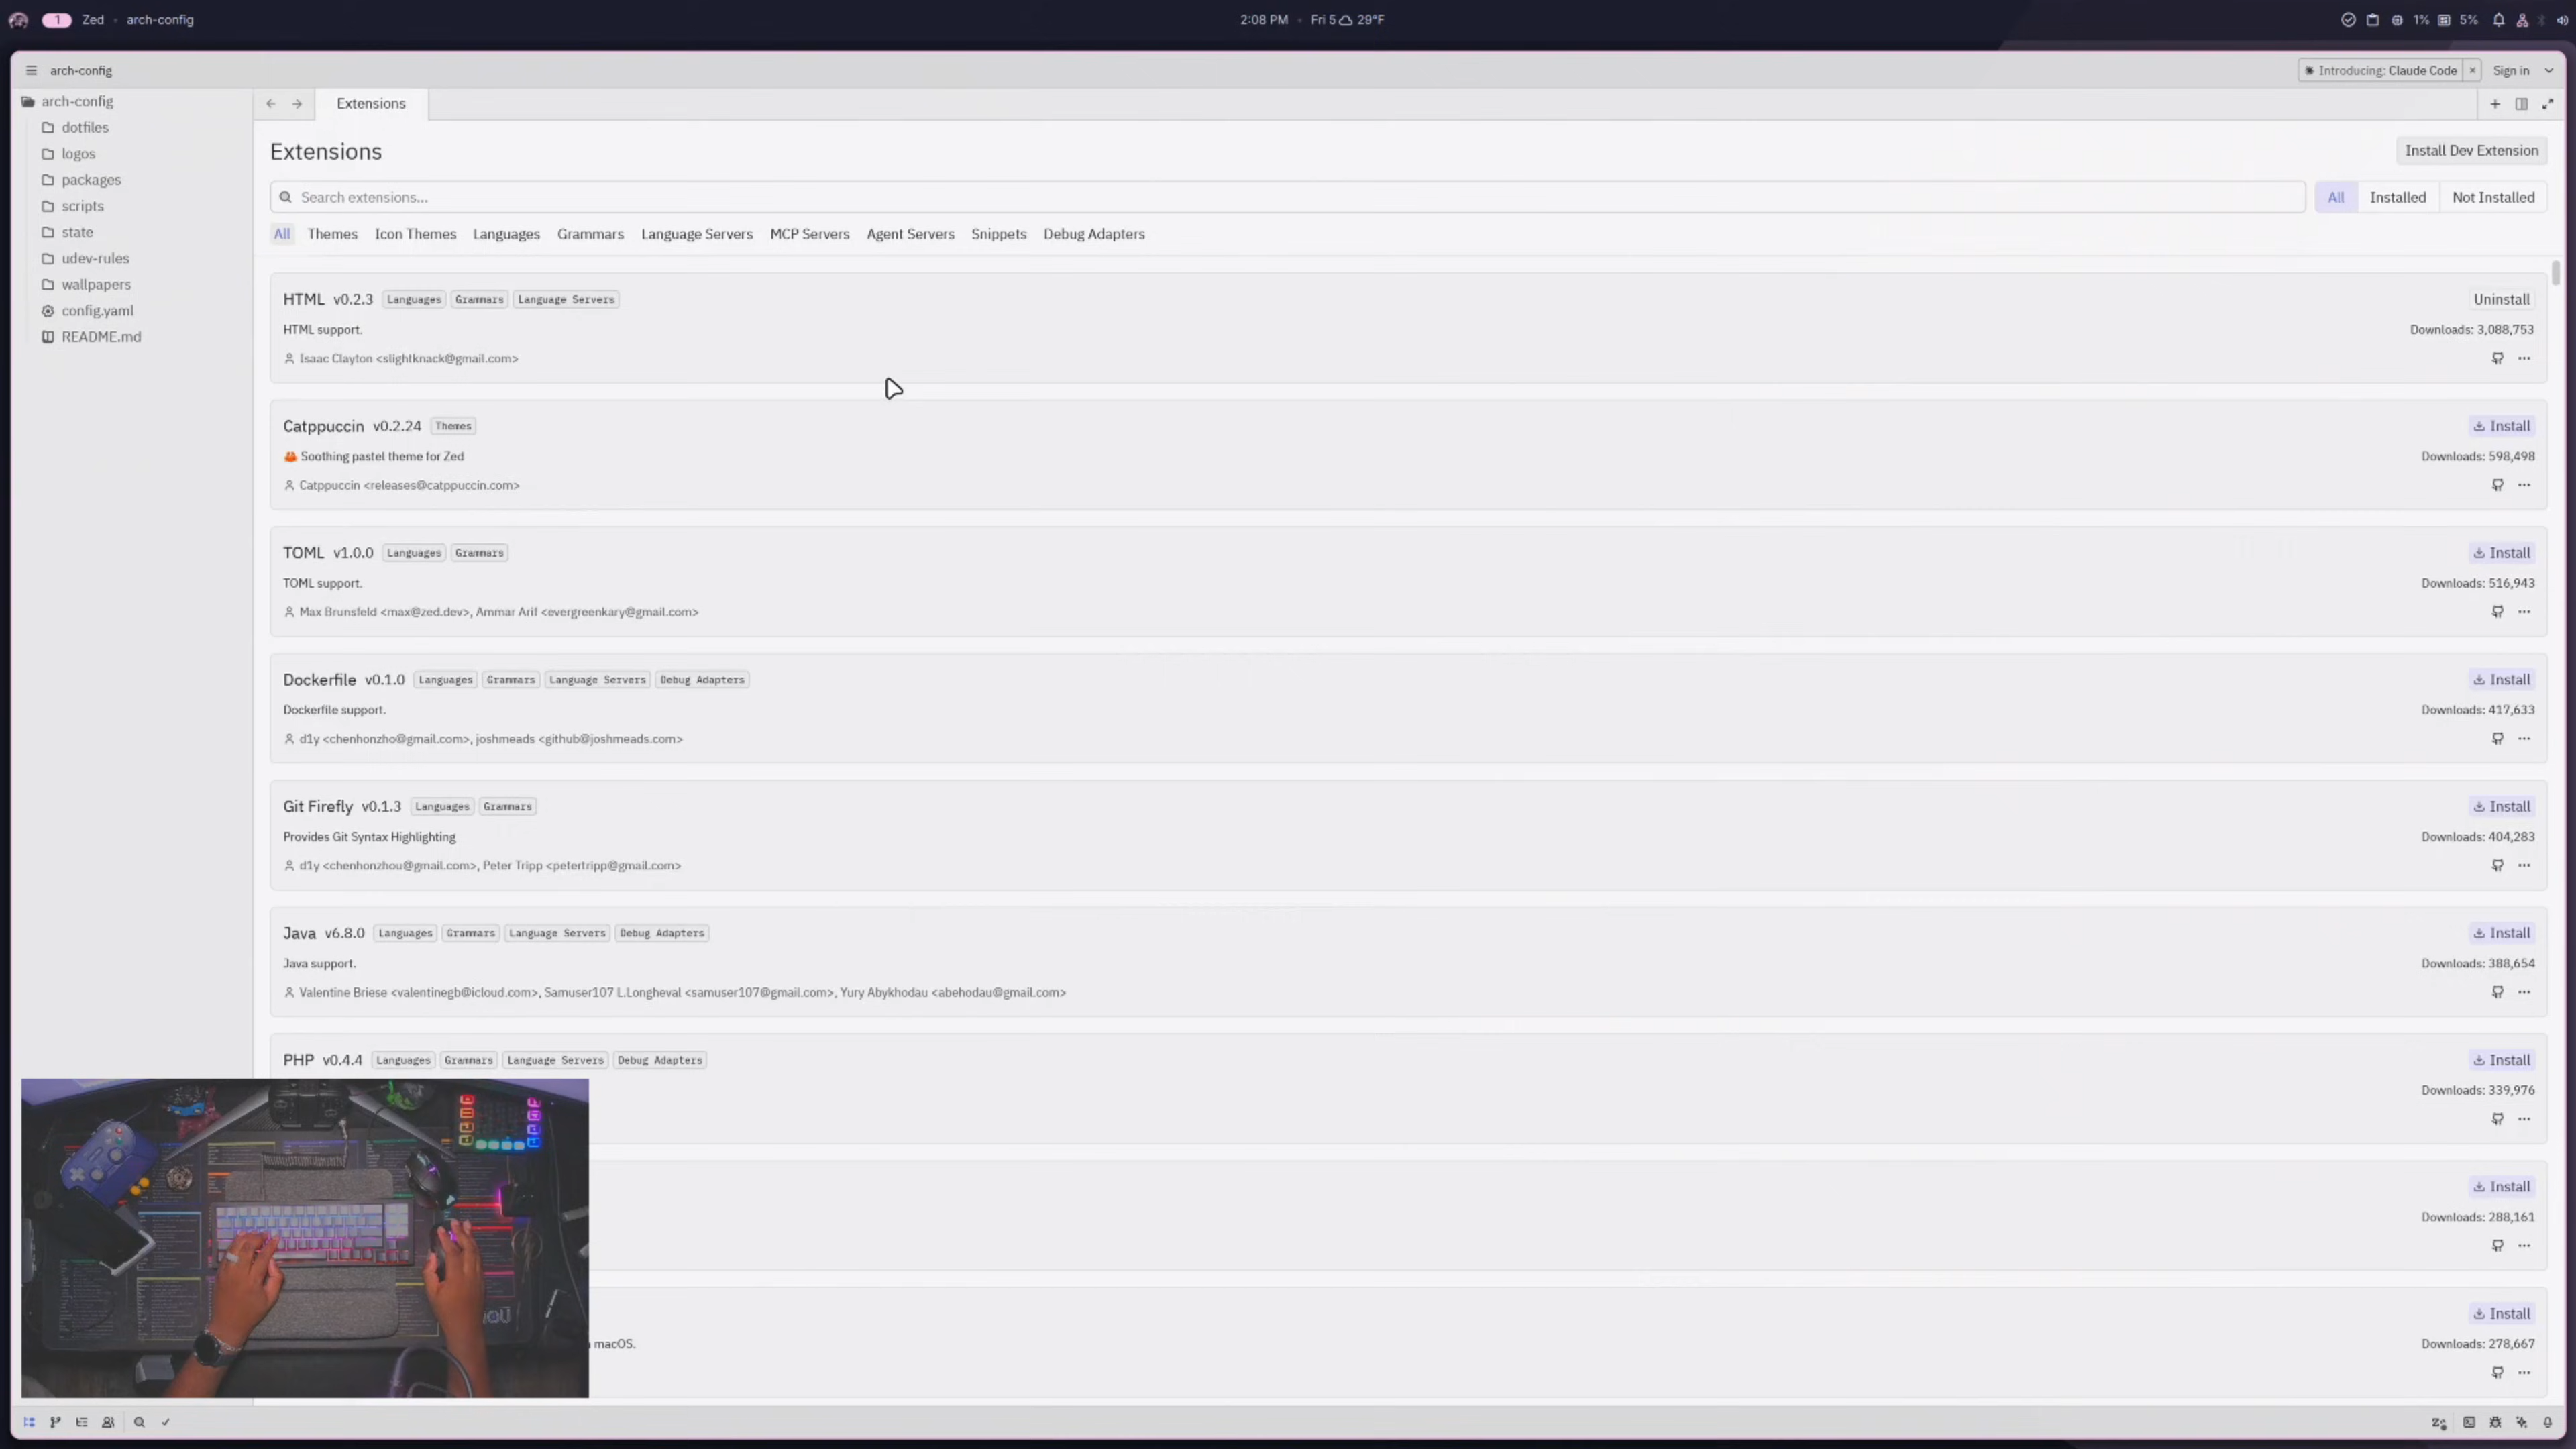 1 Zed • arch-config
2:08 PM • Fri 5 29°F
1% 5%
arch-config
Introducing: Claude Code × Sign in
arch-config
dotfiles
logos
packages
scripts
state
udev-rules
wallpapers
config.yaml
README.md
Extensions
Extensions
Install Dev Extension
Search extensions...
All Installed Not Installed
All Themes Icon Themes Languages Grammars Language Servers MCP Servers Agent Servers Snippets Debug Adapters
HTML v0.2.3 Languages Grammars Language Servers
Uninstall
HTML support.
Downloads: 3,088,753
Isaac Clayton <slightknack@gmail.com>
Catppuccin v0.2.24 Themes
Install
🦀 Soothing pastel theme for Zed
Downloads: 598,498
Catppuccin <releases@catppuccin.com>
TOML v1.0.0 Languages Grammars
Install
TOML support.
Downloads: 516,943
Max Brunsfeld <max@zed.dev>, Ammar Arif <evergreenkary@gmail.com>
Dockerfile v0.1.0 Languages Grammars Language Servers Debug Adapters
Install
Dockerfile support.
Downloads: 417,633
d1y <chenhonzho@gmail.com>, joshmeads <github@joshmeads.com>
Git Firefly v0.1.3 Languages Grammars
Install
Provides Git Syntax Highlighting
Downloads: 404,283
d1y <chenhonzhou@gmail.com>, Peter Tripp <petertripp@gmail.com>
Java v6.8.0 Languages Grammars Language Servers Debug Adapters
Install
Java support.
Downloads: 388,654
Valentine Briese <valentinegb@icloud.com>, Samuser107 L.Longheval <samuser107@gmail.com>, Yury Abykhodau <abehodau@gmail.com>
PHP v0.4.4 Languages Grammars Language Servers Debug Adapters
Install
Downloads: 339,976
Install
Downloads: 288,161
Install
macOS.
Downloads: 278,667